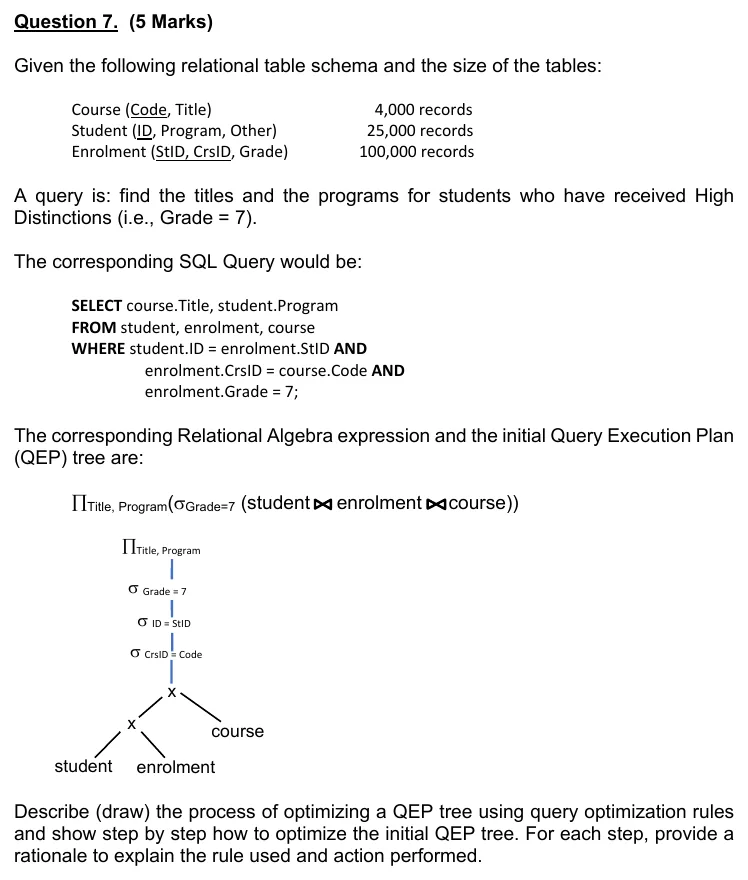 Question 7. (5 Marks)
Given the following relational table schema and the size of the tables:
Course (Code, Title) 4,000 records
Student (ID, Program, Other) 25,000 records
Enrolment (StID, CrsID, Grade) 100,000 records
A query is: find the titles and the programs for students who have received High
Distinctions (i.e., Grade = 7).
The corresponding SQL Query would be:
SELECT course.Title, student.Program
FROM student, enrolment, course
WHERE student.ID = enrolment.StID AND
enrolment.CrsID = course.Code AND
enrolment.Grade = 7;
The corresponding Relational Algebra expression and the initial Query Execution Plan
(QEP) tree are:
∏Title, Program(σGrade=7 (student ⋈ enrolment ⋈ course))
∏Title, Program
σ Grade = 7
σ ID = StID
σ CrsID = Code
x
x
course
student enrolment
Describe (draw) the process of optimizing a QEP tree using query optimization rules
and show step by step how to optimize the initial QEP tree. For each step, provide a
rationale to explain the rule used and action performed.